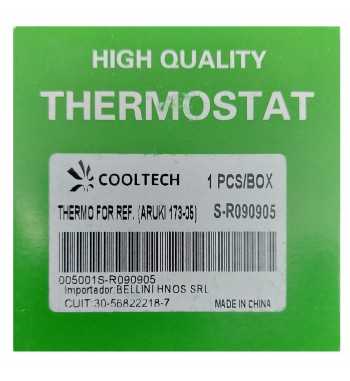 HIGH QUALITY
THERMOSTAT
COOLTECH 1 PCS/BOX
THERMO FOR REF. (ARUKI 173-05) S-R090905
005001S-R090905
Importador BELLINI HNOS SRL
CUIT:30-56822218-7 MADE IN CHINA